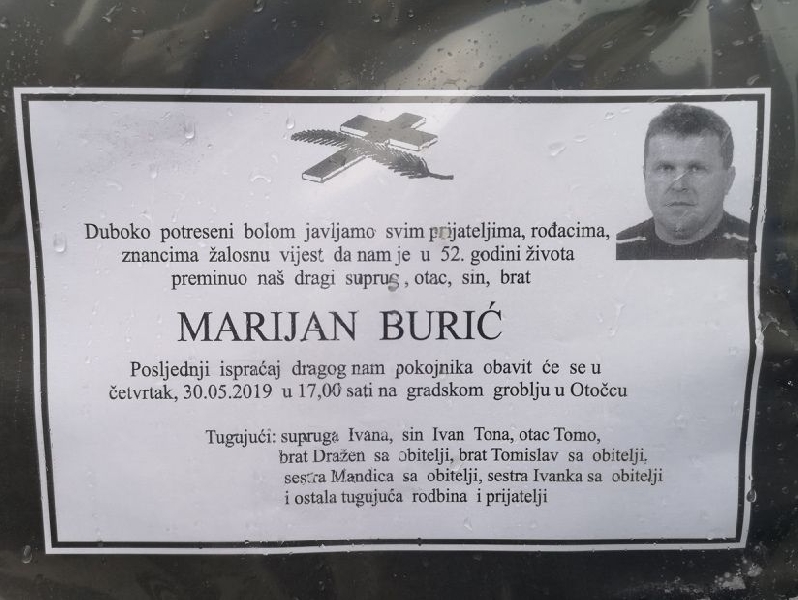 Duboko potreseni bolom javljamo svim prijateljima, rođacima,
znancima žalosnu vijest da nam je u 52. godini života
preminuo naš dragi suprug, otac, sin, brat
MARIJAN BURIĆ
Posljednji ispraćaj dragog nam pokojnika obavit će se u
četvrtak, 30.05.2019 u 17,00 sati na gradskom groblju u Otočcu
Tugujući: supruga Ivana, sin Ivan Tona, otac Tomo,
brat Dražen sa obitelji, brat Tomislav sa obitelji,
sestra Mandica sa obitelji, sestra Ivanka sa obitelji
i ostala tugujuća rodbina i prijatelji